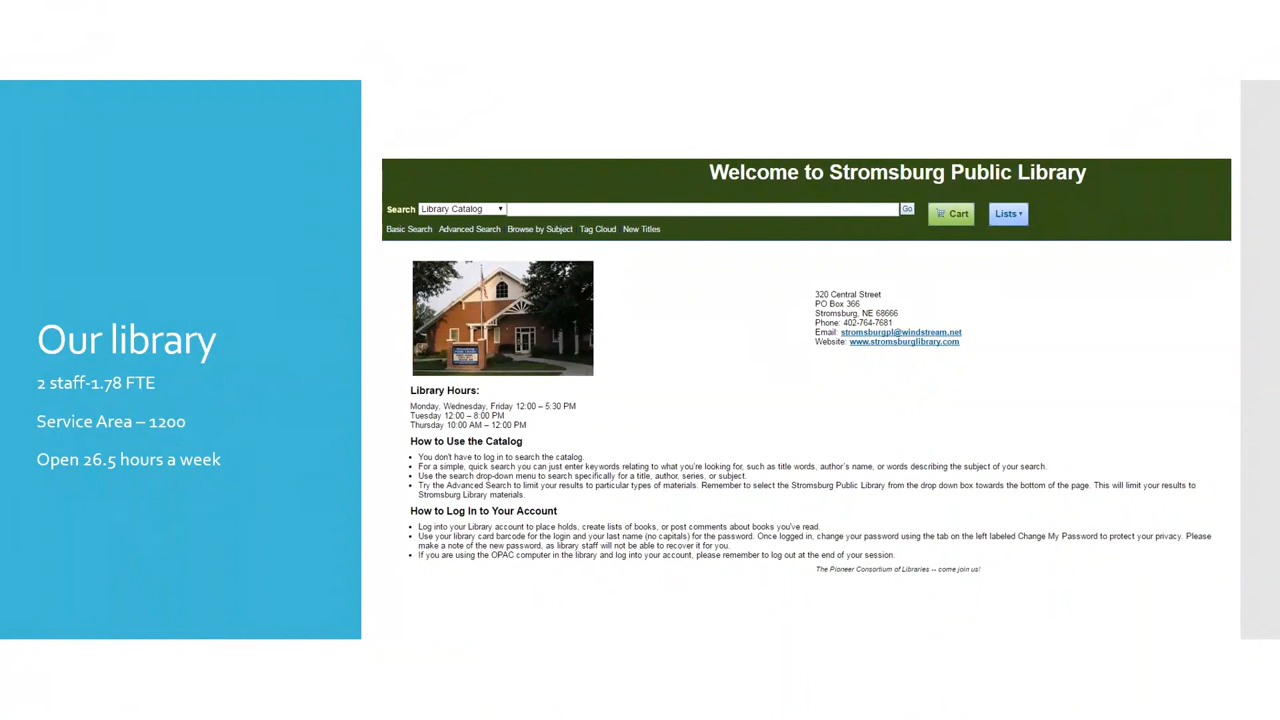 Our library
2 staff-1.78 FTE
Service Area – 1200
Open 26.5 hours a week
Welcome to Stromsburg Public Library
Search Library Catalog Go Cart Lists
Basic Search Advanced Search Browse by Subject Tag Cloud New Titles
320 Central Street
PO Box 366
Stromsburg, NE 68666
Phone: 402-764-7681
Email: stromsburgpl@windstream.net
Website: www.stromsburglibrary.com
Library Hours:
Monday, Wednesday, Friday 12:00 – 5:30 PM
Tuesday 12:00 – 8:00 PM
Thursday 10:00 AM – 12:00 PM
How to Use the Catalog
• You don't have to log in to search the catalog.
• For a simple, quick search you can just enter keywords relating to what you're looking for, such as title words, author's name, or words describing the subject of your search.
• Use the search drop-down menu to search specifically for a title, author, series, or subject.
• Try the Advanced Search to limit your results to particular types of materials. Remember to select the Stromsburg Public Library from the drop down box towards the bottom of the page. This will limit your results to
Stromsburg Library materials.
How to Log In to Your Account
• Log into your Library account to place holds, create lists of books, or post comments about books you've read.
• Use your library card barcode for the login and your last name (no capitals) for the password. Once logged in, change your password using the tab on the left labeled Change My Password to protect your privacy. Please
make a note of the new password, as library staff will not be able to recover it for you.
• If you are using the OPAC computer in the library and log into your account, please remember to log out at the end of your session.
The Pioneer Consortium of Libraries -- come join us!